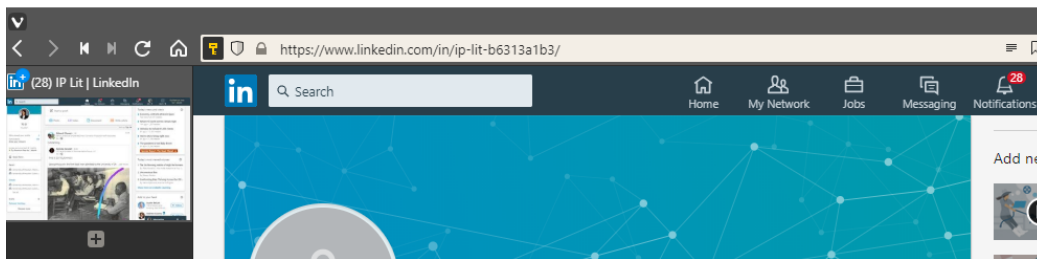 https://www.linkedin.com/in/ip-lit-b6313a1b3/
(28) IP Lit | LinkedIn
in
Search
Home
My Network
Jobs
Messaging
28
Notifications
Add ne